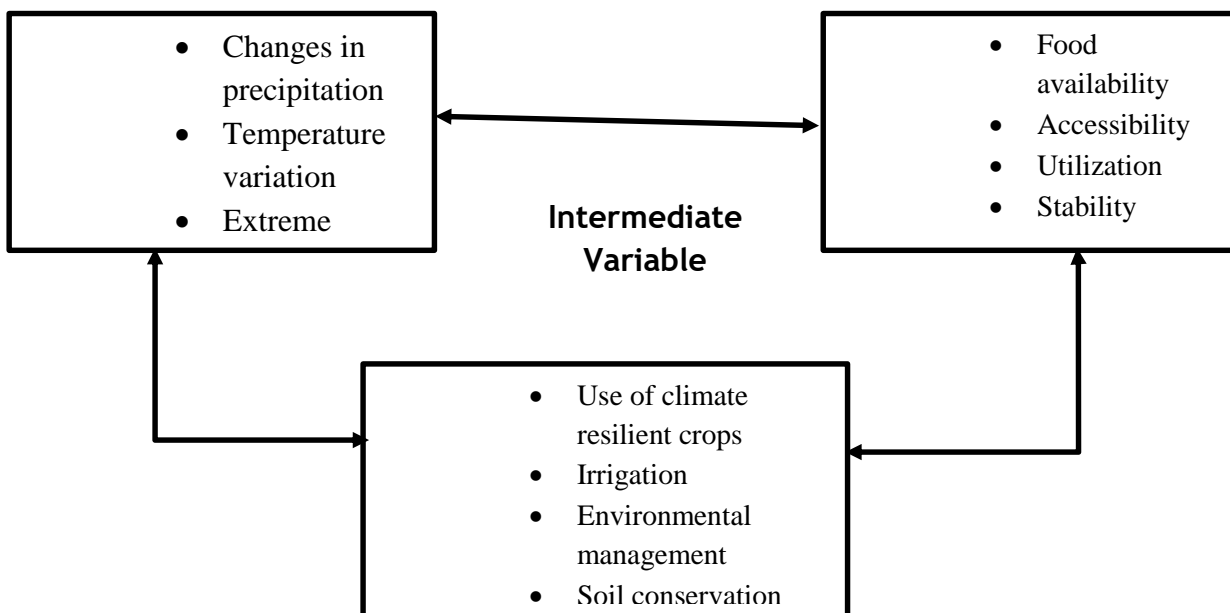 • Changes in
precipitation
• Temperature
variation
• Extreme
• Food
availability
• Accessibility
• Utilization
• Stability
Intermediate
Variable
• Use of climate
resilient crops
• Irrigation
• Environmental
management
• Soil conservation